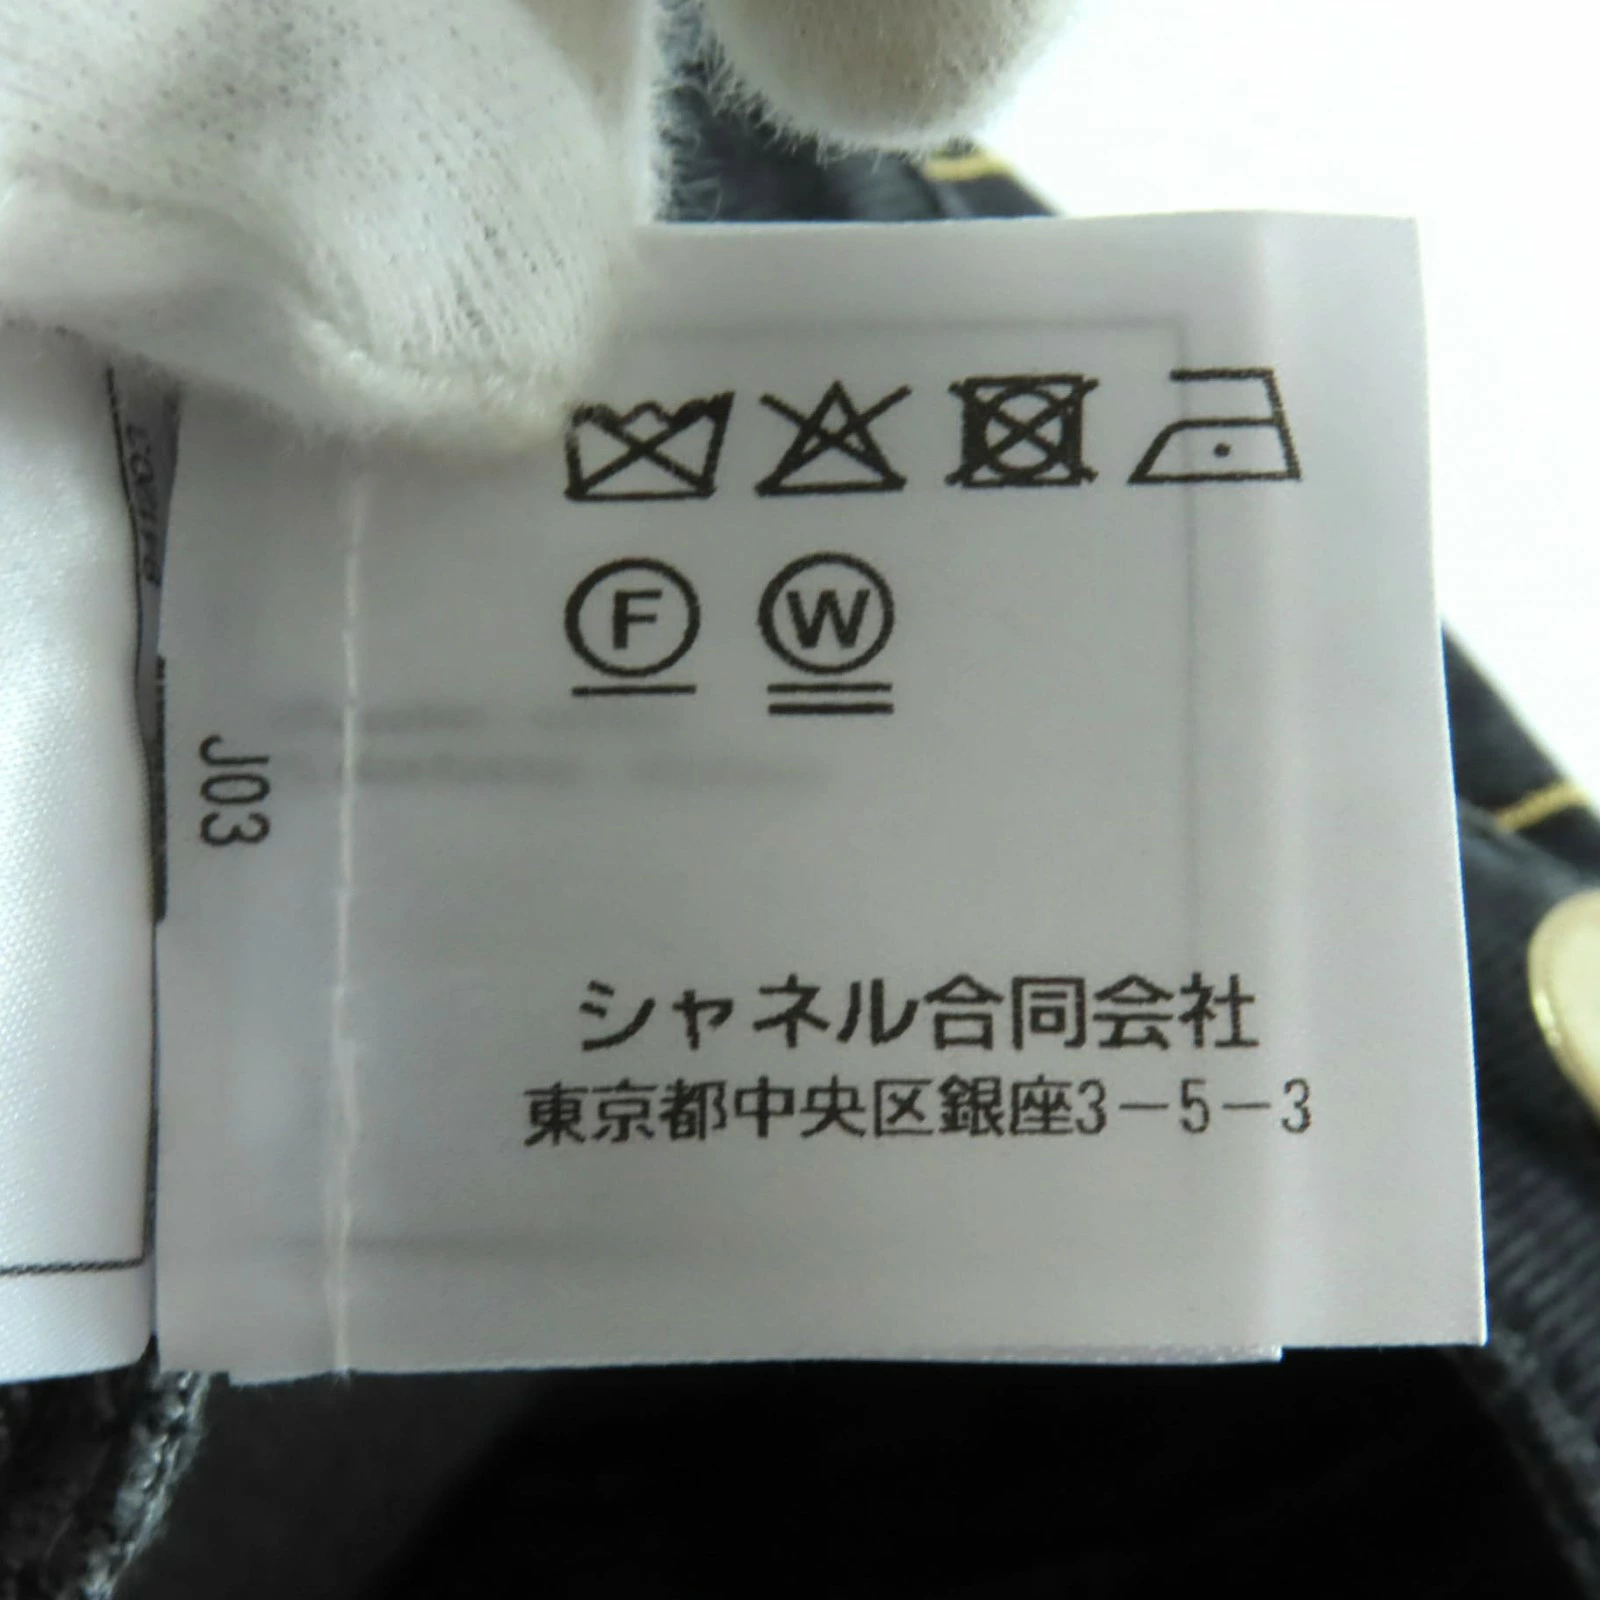 F W
J03
シャネル合同会社
東京都中央区銀座3-5-3